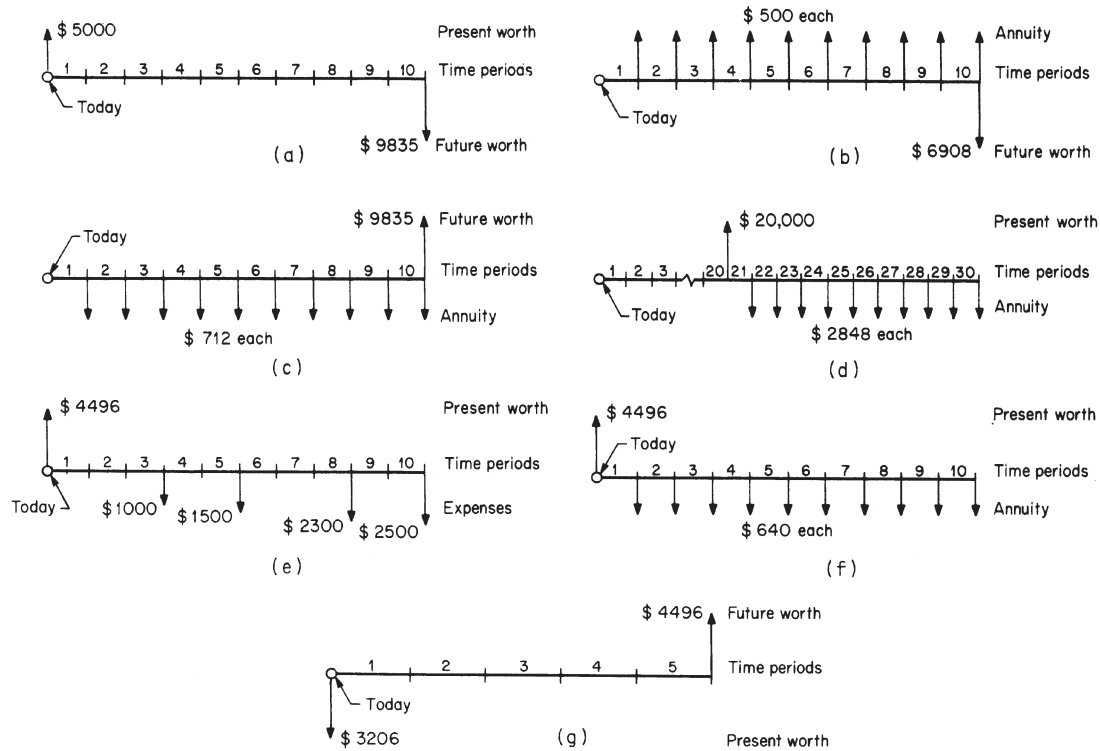 $ 5000 Present worth
1 2 3 4 5 6 7 8 9 10 Time periods
Today
$ 9835 Future worth
(a)
$ 500 each Annuity
1 2 3 4 5 6 7 8 9 10 Time periods
Today
$ 6908 Future worth
(b)
$ 9835 Future worth
Today
1 2 3 4 5 6 7 8 9 10 Time periods
Annuity
$ 712 each
(c)
$ 20,000 Present worth
1 2 3 20 21 22 23 24 25 26 27 28 29 30 Time periods
Today Annuity
$ 2848 each
(d)
$ 4496 Present worth
1 2 3 4 5 6 7 8 9 10 Time periods
Today $1000 $1500 $ 2300 $ 2500 Expenses
(e)
$ 4496 Present worth
Today
1 2 3 4 5 6 7 8 9 10 Time periods
Annuity
$ 640 each
(f)
$ 4496 Future worth
1 2 3 4 5 Time periods
Today
$ 3206 Present worth
(g)